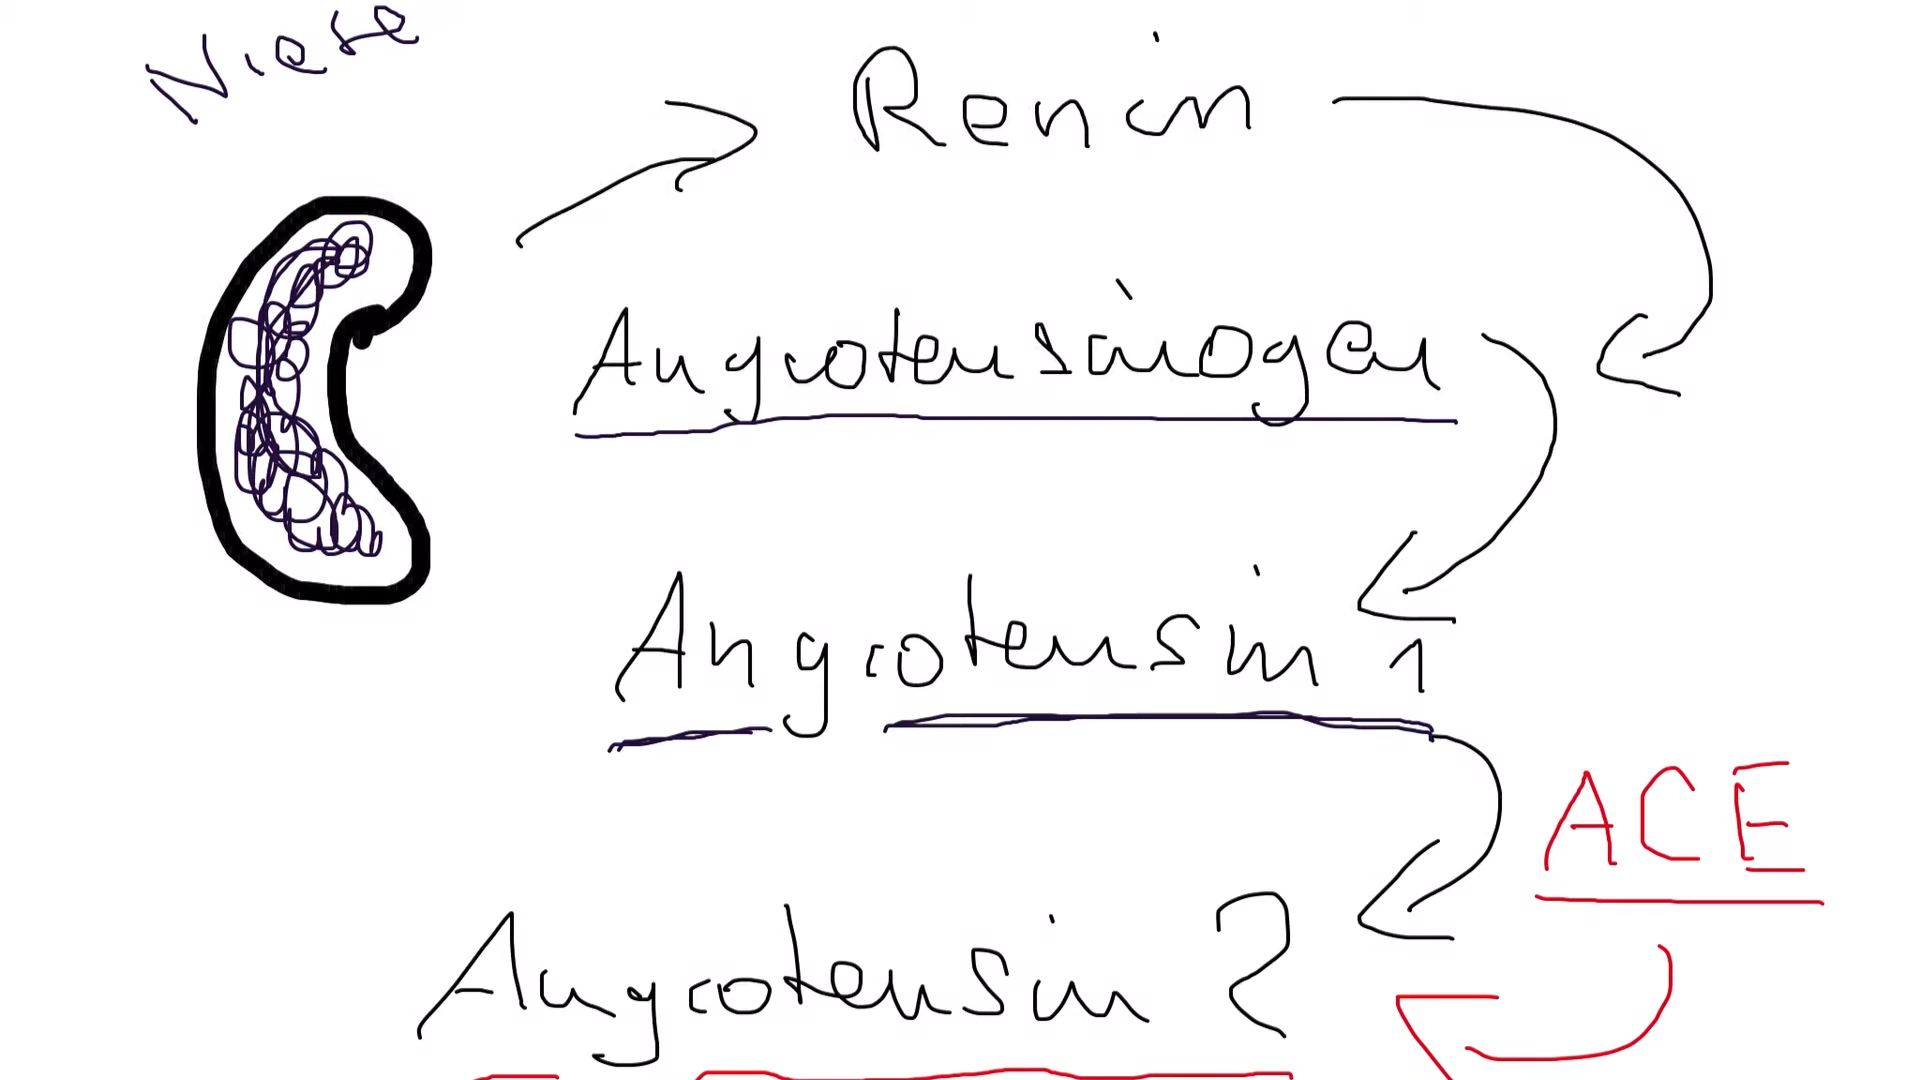 Niere
Renin
Angiotensinogen
Angiotensin 1
ACE
Angiotensin 2